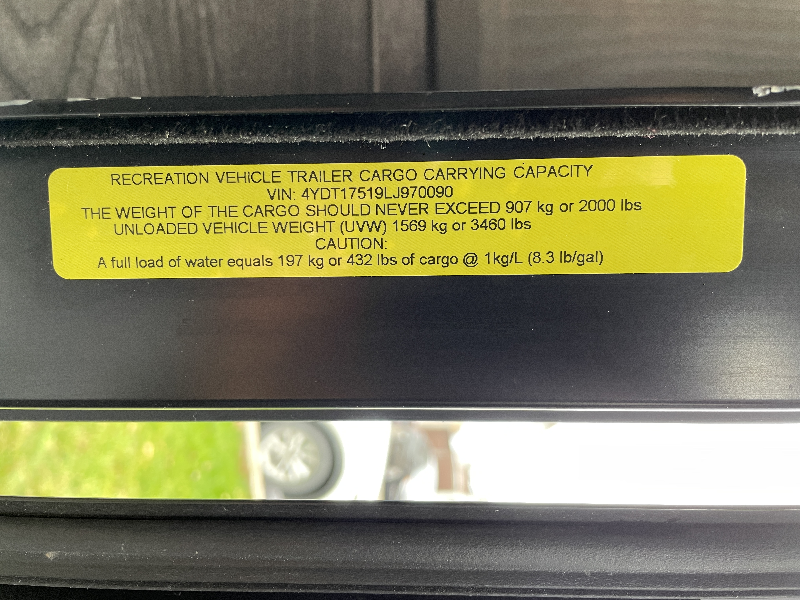 RECREATION VEHICLE TRAILER CARGO CARRYING CAPACITY
VIN: 4YDT17519LJ970090
THE WEIGHT OF THE CARGO SHOULD NEVER EXCEED 907 kg or 2000 lbs
UNLOADED VEHICLE WEIGHT (UVW) 1569 kg or 3460 lbs
CAUTION:
A full load of water equals 197 kg or 432 lbs of cargo @ 1kg/L (8.3 lb/gal)